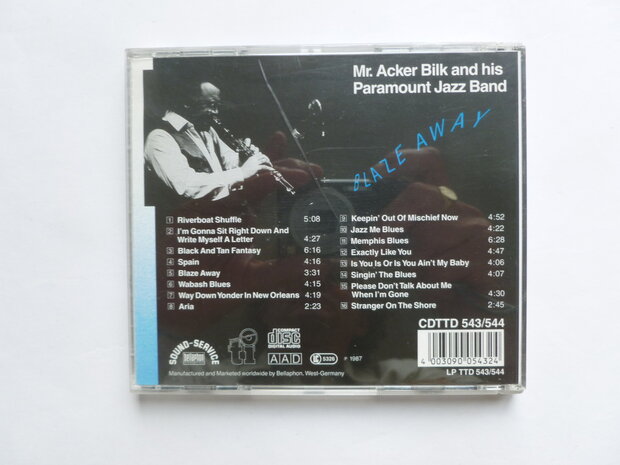 Mr. Acker Bilk and his
Paramount Jazz Band
BLAZE AWAY
1 Riverboat Shuffle 5:08
2 I'm Gonna Sit Right Down And
Write Myself A Letter 4:27
3 Black And Tan Fantasy 6:16
4 Spain 4:16
5 Blaze Away 3:31
6 Wabash Blues 4:15
7 Way Down Yonder In New Orleans 4:19
8 Aria 2:23
9 Keepin' Out Of Mischief Now 4:52
10 Jazz Me Blues 4:22
11 Memphis Blues 6:28
12 Exactly Like You 4:47
13 Is You Is Or Is You Ain't My Baby 4:06
14 Singin' The Blues 4:07
15 Please Don't Talk About Me
When I'm Gone 4:30
16 Stranger On The Shore 2:45
CDTTD 543/544
4 003090 054324
LP TTD 543/544
SOUND-SERVICE
bellaphon
COMPACT
disc
DIGITAL AUDIO
AAD
LC 5326
P 1987
Manufactured and Marketed worldwide by Bellaphon. West-Germany